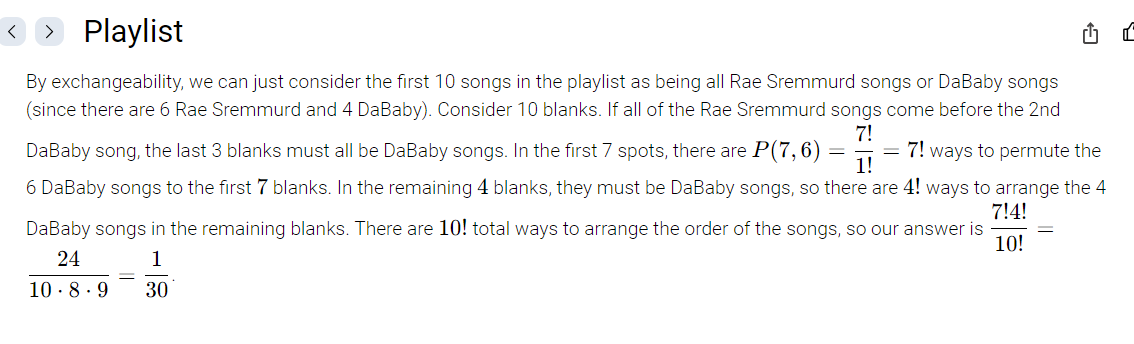 Playlist
By exchangeability, we can just consider the first 10 songs in the playlist as being all Rae Sremmurd songs or DaBaby songs
(since there are 6 Rae Sremmurd and 4 DaBaby). Consider 10 blanks. If all of the Rae Sremmurd songs come before the 2nd
DaBaby song, the last 3 blanks must all be DaBaby songs. In the first 7 spots, there are P(7, 6) = 7!/1! = 7! ways to permute the
6 DaBaby songs to the first 7 blanks. In the remaining 4 blanks, they must be DaBaby songs, so there are 4! ways to arrange the 4
DaBaby songs in the remaining blanks. There are 10! total ways to arrange the order of the songs, so our answer is 7!4!/10! =
24/10 · 8 · 9 = 1/30.